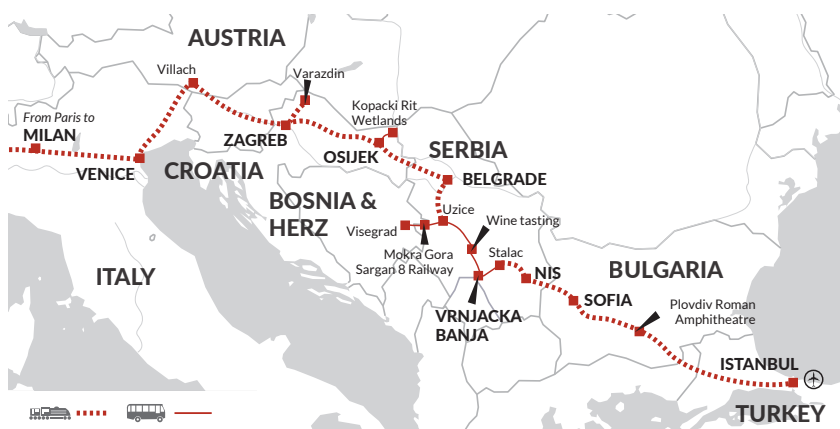 AUSTRIA
Villach
Varazdin
From Paris to
MILAN
Kopacki Rit
Wetlands
ZAGREB
OSIJEK
SERBIA
VENICE
CROATIA
BELGRADE
BOSNIA &
HERZ
Uzice
Wine tasting
Visegrad
Mokra Gora
Sargan 8 Railway
Stalac
ITALY
NIS
BULGARIA
SOFIA
Plovdiv Roman
Amphitheatre
VRNJACKA
BANJA
ISTANBUL
TURKEY